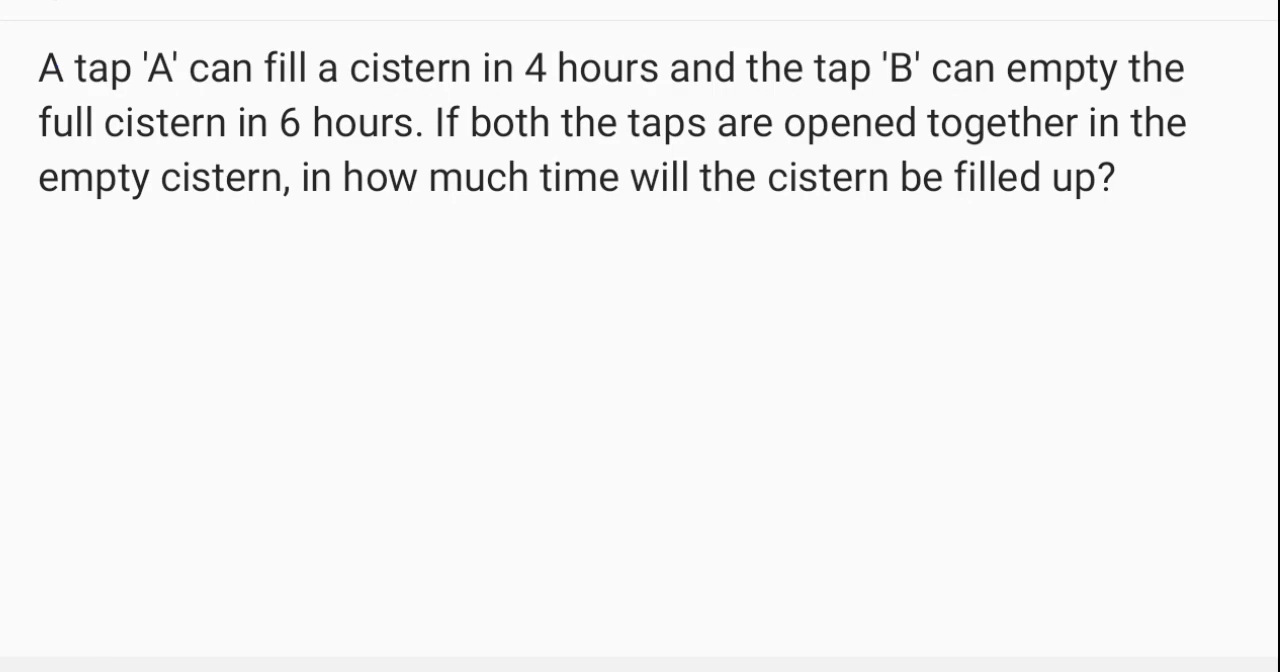 A tap 'A' can fill a cistern in 4 hours and the tap 'B' can empty the
full cistern in 6 hours. If both the taps are opened together in the
empty cistern, in how much time will the cistern be filled up?